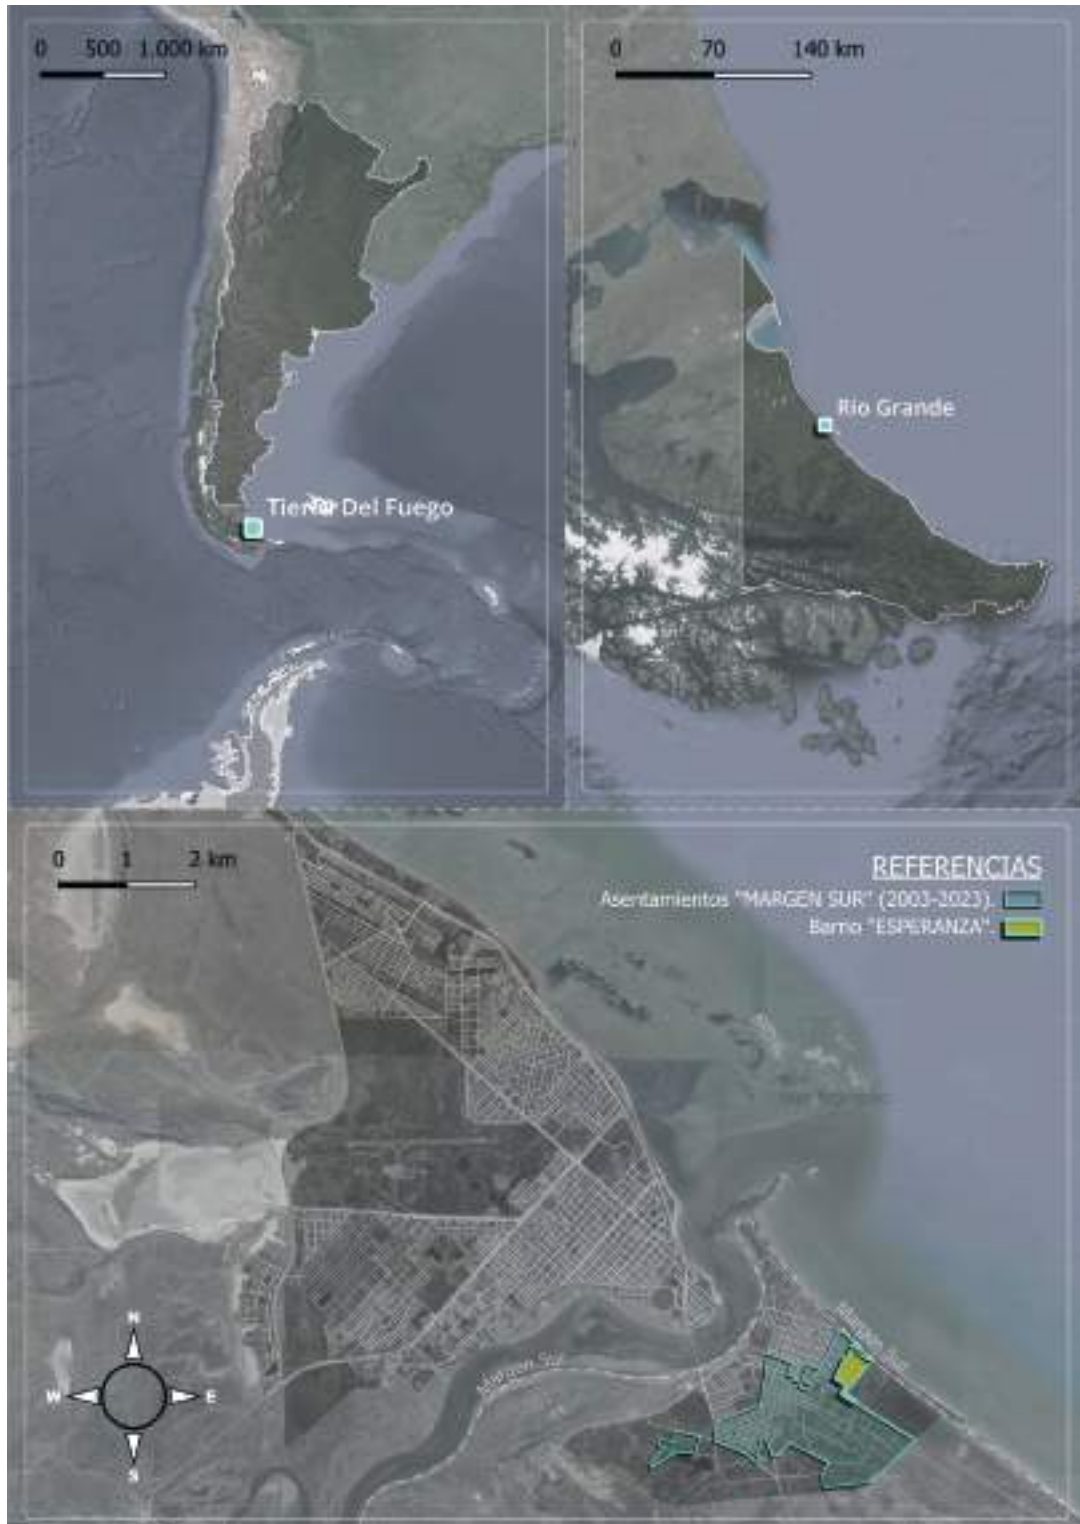 0 500 1.000 km
Tierra Del Fuego
0 70 140 km
Río Grande
0 1 2 km
REFERENCIAS
Asentamientos "MARGEN SUR" (2003-2023).
Barrio "ESPERANZA".
Margen Sur
N
W E
S